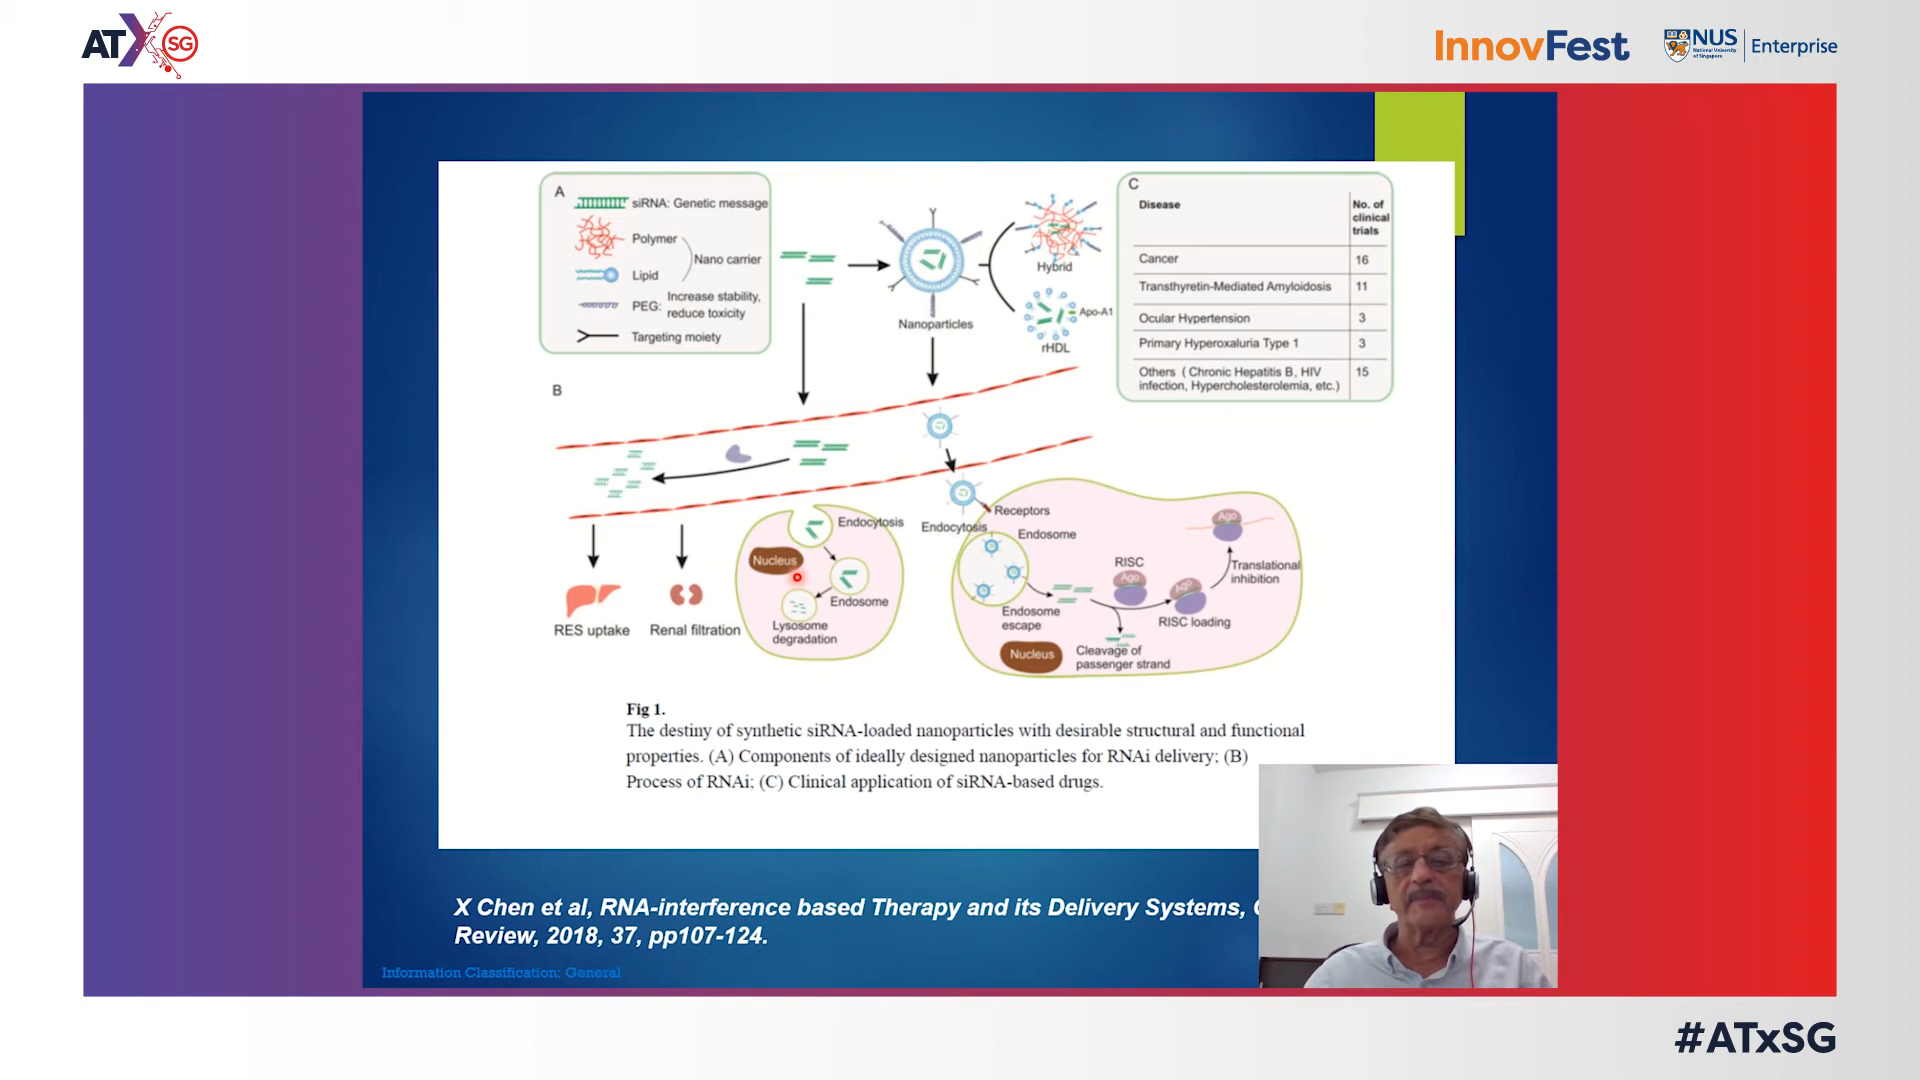 ATXSG
InnovFest
NUS
National University
of Singapore
Enterprise
A
siRNA: Genetic message
Polymer
Nano carrier
Lipid
PEG:
Increase stability,
reduce toxicity
Targeting moiety
Nanoparticles
Hybrid
Apo-A1
rHDL
C
Disease
No. of
clinical
trials
Cancer 16
Transthyretin-Mediated Amyloidosis 11
Ocular Hypertension 3
Primary Hyperoxaluria Type 1 3
Others ( Chronic Hepatitis B, HIV 15
infection, Hypercholesterolemia, etc.)
B
RES uptake
Renal filtration
Endocytosis
Nucleus
Endosome
Lysosome
degradation
Endocytosis
Receptors
Endosome
Endosome
escape
RISC
Ago
Ago
RISC loading
Ago
Translational
inhibition
Cleavage of
passenger strand
Nucleus
Fig 1.
The destiny of synthetic siRNA-loaded nanoparticles with desirable structural and functional
properties. (A) Components of ideally designed nanoparticles for RNAi delivery; (B)
Process of RNAi; (C) Clinical application of siRNA-based drugs.
X Chen et al, RNA-interference based Therapy and its Delivery Systems,
Review, 2018, 37, pp107-124.
Information Classification: General
#ATxSG